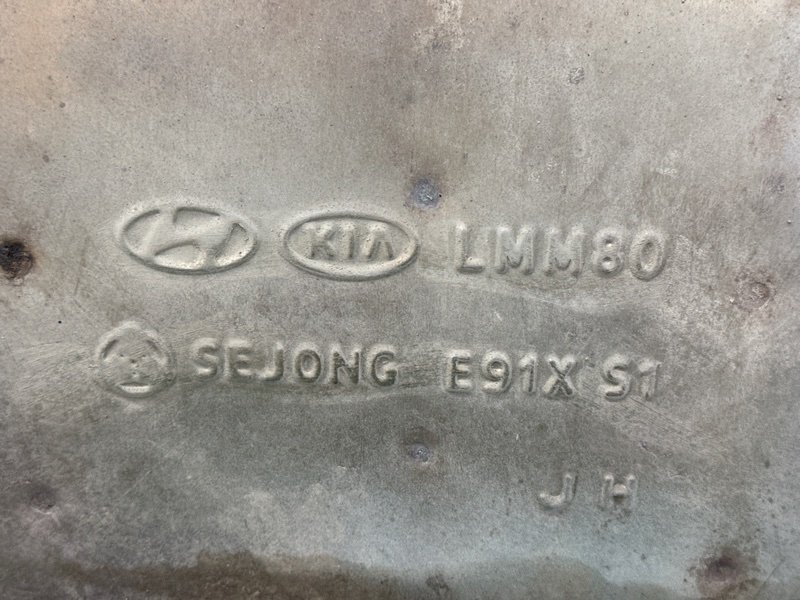 KIA LMM80
SEJONG E91X S1
J H